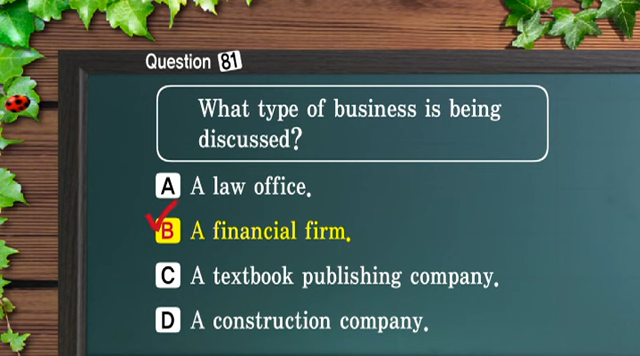 Question 81
What type of business is being
discussed?
A A law office.
B A financial firm.
C A textbook publishing company.
D A construction company.